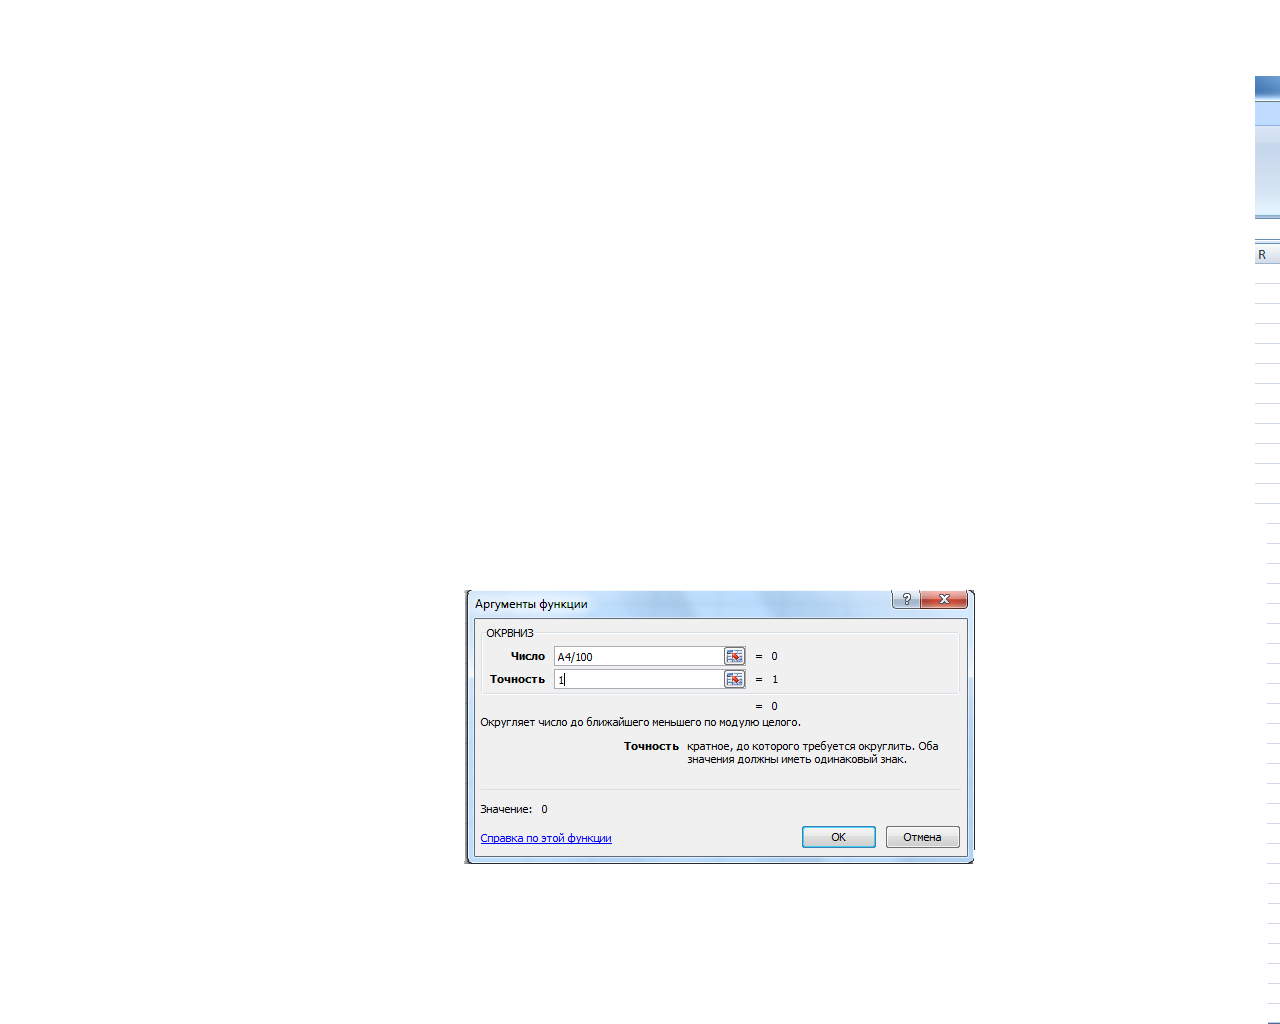 R
Аргументы функции
?
ОКРВНИЗ
Число A4/100 = 0
Точность 1 = 1
= 0
Округляет число до ближайшего меньшего по модулю целого.
Точность кратное, до которого требуется округлить. Оба
значения должны иметь одинаковый знак.
Значение: 0
Справка по этой функции
ОК
Отмена